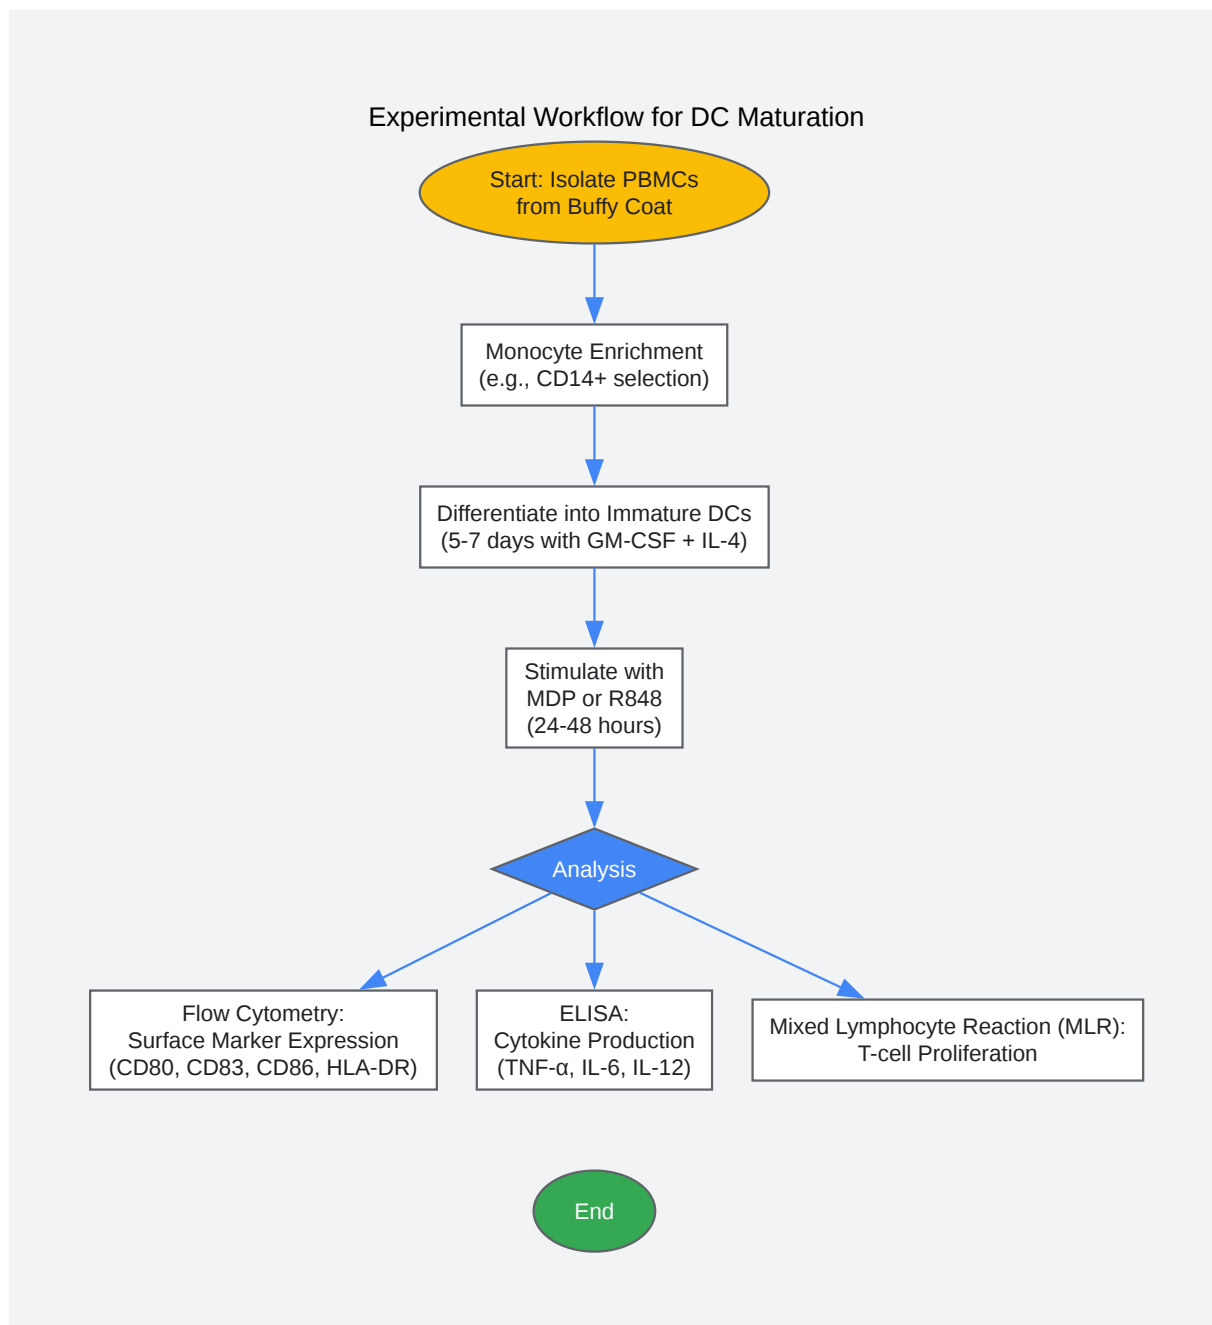 Experimental Workflow for DC Maturation
Start: Isolate PBMCs
from Buffy Coat
Monocyte Enrichment
(e.g., CD14+ selection)
Differentiate into Immature DCs
(5-7 days with GM-CSF + IL-4)
Stimulate with
MDP or R848
(24-48 hours)
Analysis
Flow Cytometry:
Surface Marker Expression
(CD80, CD83, CD86, HLA-DR)
ELISA:
Cytokine Production
(TNF-α, IL-6, IL-12)
Mixed Lymphocyte Reaction (MLR):
T-cell Proliferation
End